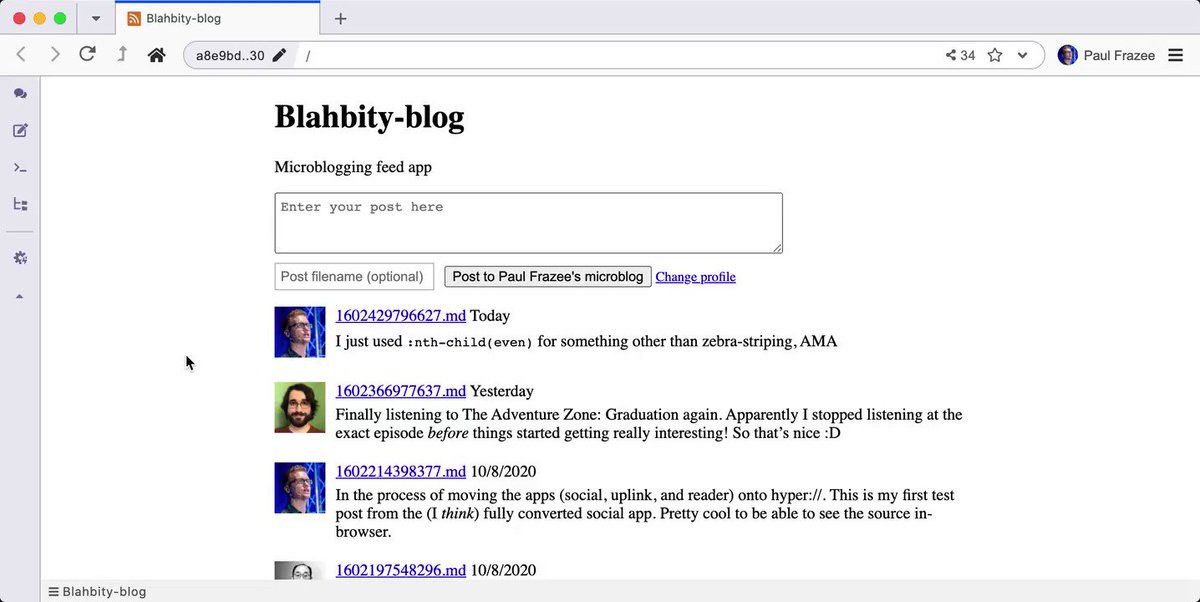 Blahbity-blog
a8e9bd..30 / 34 Paul Frazee
Blahbity-blog
Microblogging feed app
Enter your post here
Post filename (optional) Post to Paul Frazee's microblog Change profile
1602429796627.md Today
I just used :nth-child(even) for something other than zebra-striping, AMA
1602366977637.md Yesterday
Finally listening to The Adventure Zone: Graduation again. Apparently I stopped listening at the
exact episode before things started getting really interesting! So that’s nice :D
1602214398377.md 10/8/2020
In the process of moving the apps (social, uplink, and reader) onto hyper://. This is my first test
post from the (I think) fully converted social app. Pretty cool to be able to see the source in-
browser.
1602197548296.md 10/8/2020
Blahbity-blog